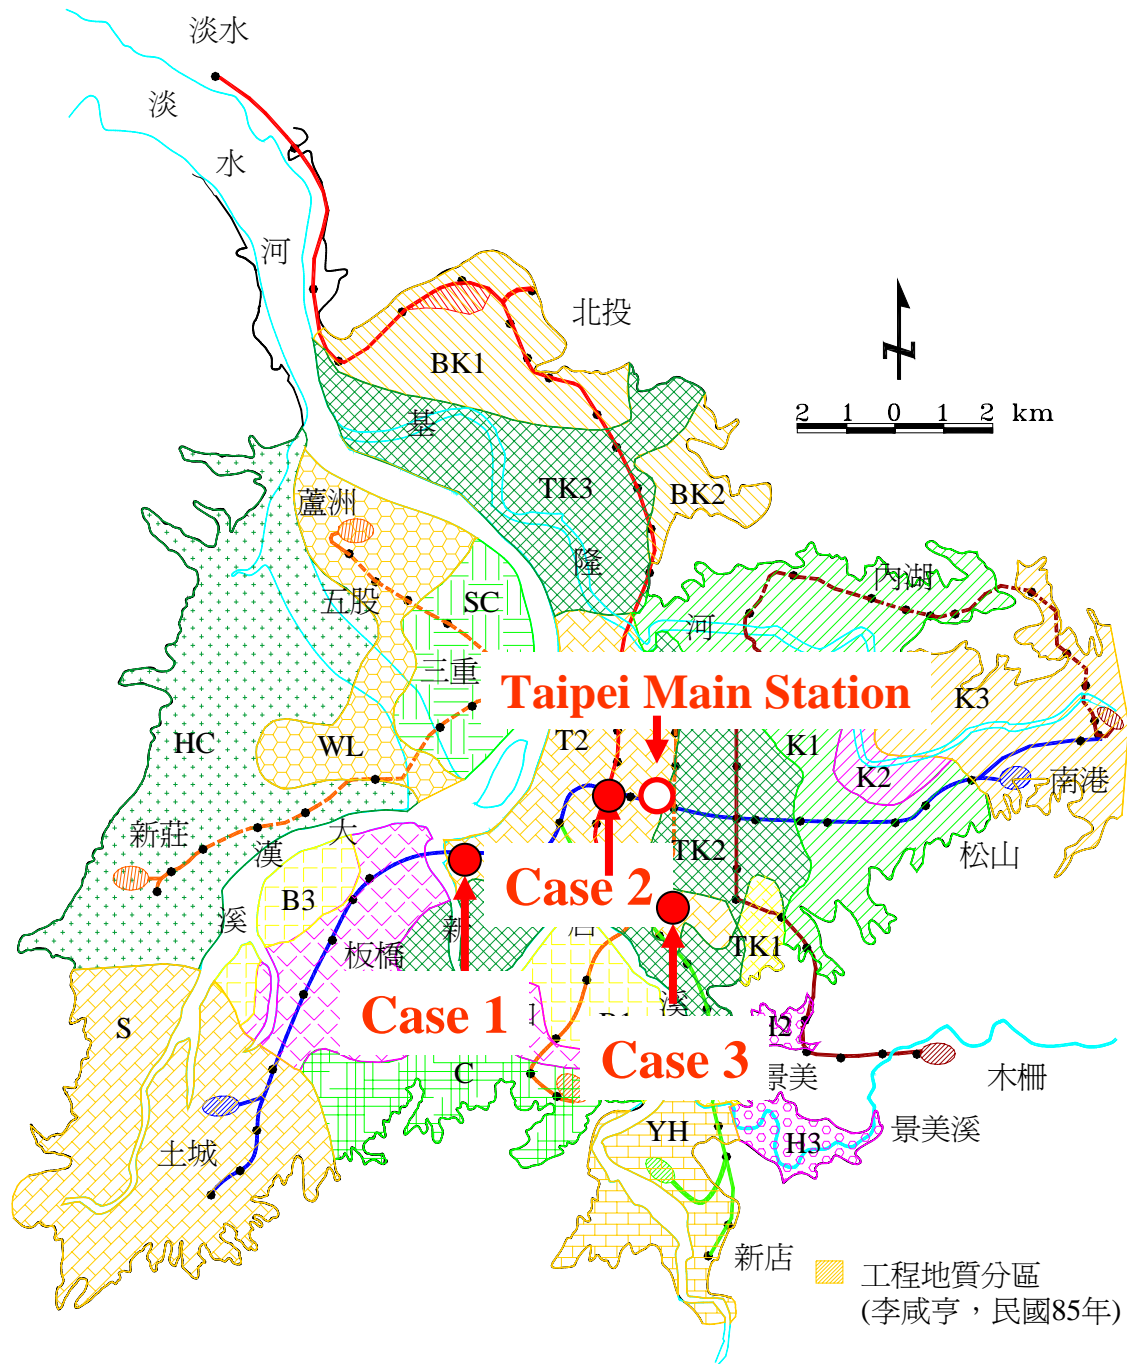 淡水
淡
水
河
北投
BK1
2 1 0 1 2 km
基
TK3
BK2
蘆洲
隆
內湖
五股
SC
河
三重
Taipei Main Station
K3
HC
WL
T2
K1
K2
南港
新莊
大
漢
TK2
松山
B3
Case 2
溪
板橋
新
店
TK1
S
Case 1
溪
H2
C
Case 3
景美
木柵
YH
H3
景美溪
土城
新店
工程地質分區
(李咸亨，民國85年)